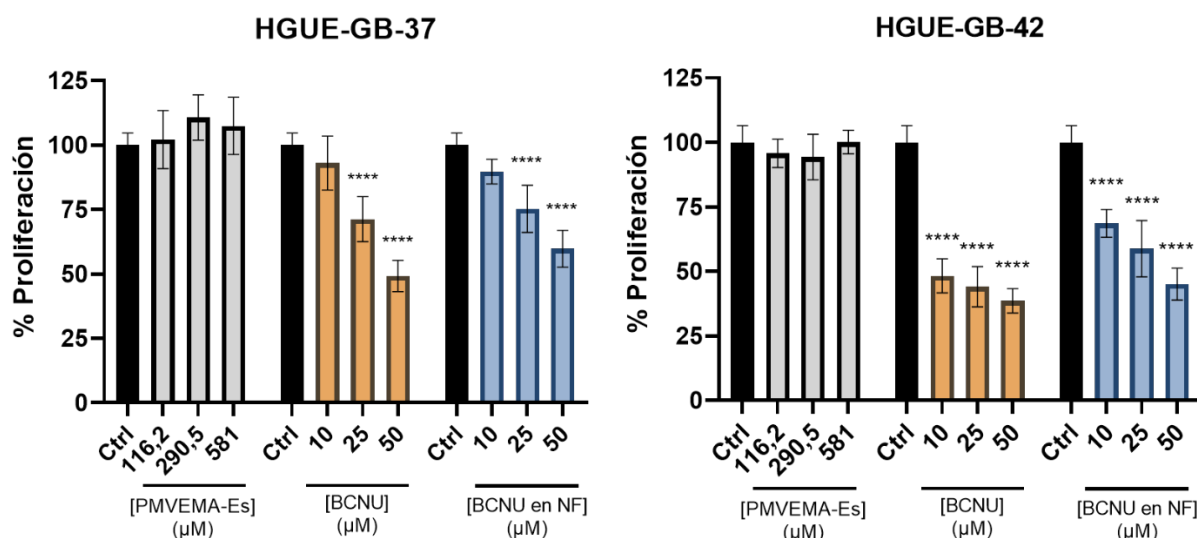 HGUE-GB-37
% Proliferación
125
100
75
50
25
0
****
****
****
****
Ctrl 116,2 290,5 581 Ctrl 10 25 50 Ctrl 10 25 50
[PMVEMA-Es] [BCNU] [BCNU en NF]
(µM) (µM) (µM)
HGUE-GB-42
% Proliferación
125
100
75
50
25
0
**** **** ****
**** **** ****
Ctrl 116,2 290,5 581 Ctrl 10 25 50 Ctrl 10 25 50
[PMVEMA-Es] [BCNU] [BCNU en NF]
(µM) (µM) (µM)